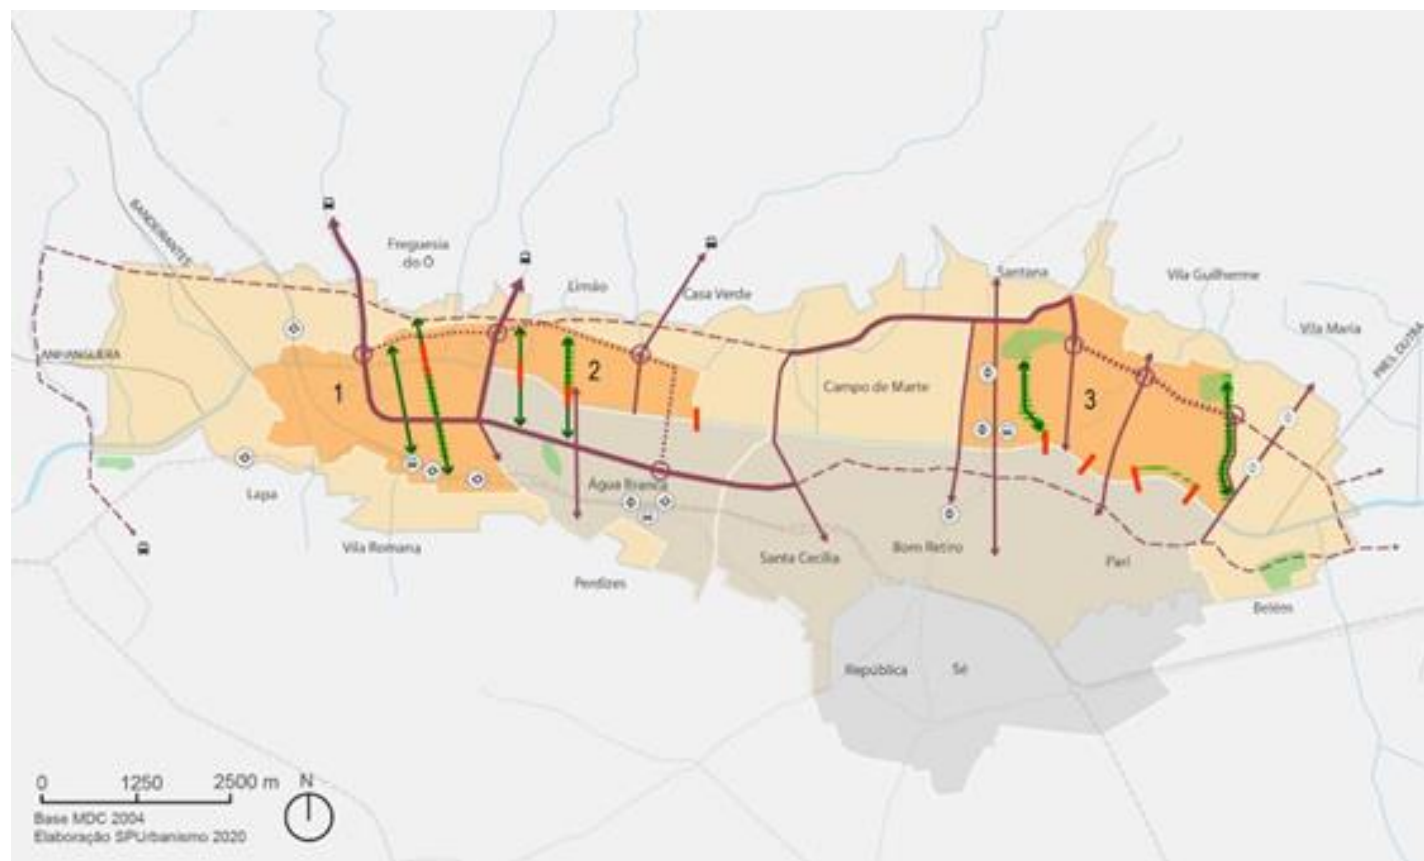 BANDEIRANTES
Freguesia
do Ó
Limão
Casa Verde
Santana
Vila Guilherme
Vila Maria
PRES. DUTRA
ANHANGUERA
1
2
Campo de Marte
3
Lapa
Vila Romana
Água Branca
Perdizes
Santa Cecília
Bom Retiro
Pari
Belém
República
Sé
0 1250 2500 m N
Base MDC 2004
Elaboração SPUrbanismo 2020